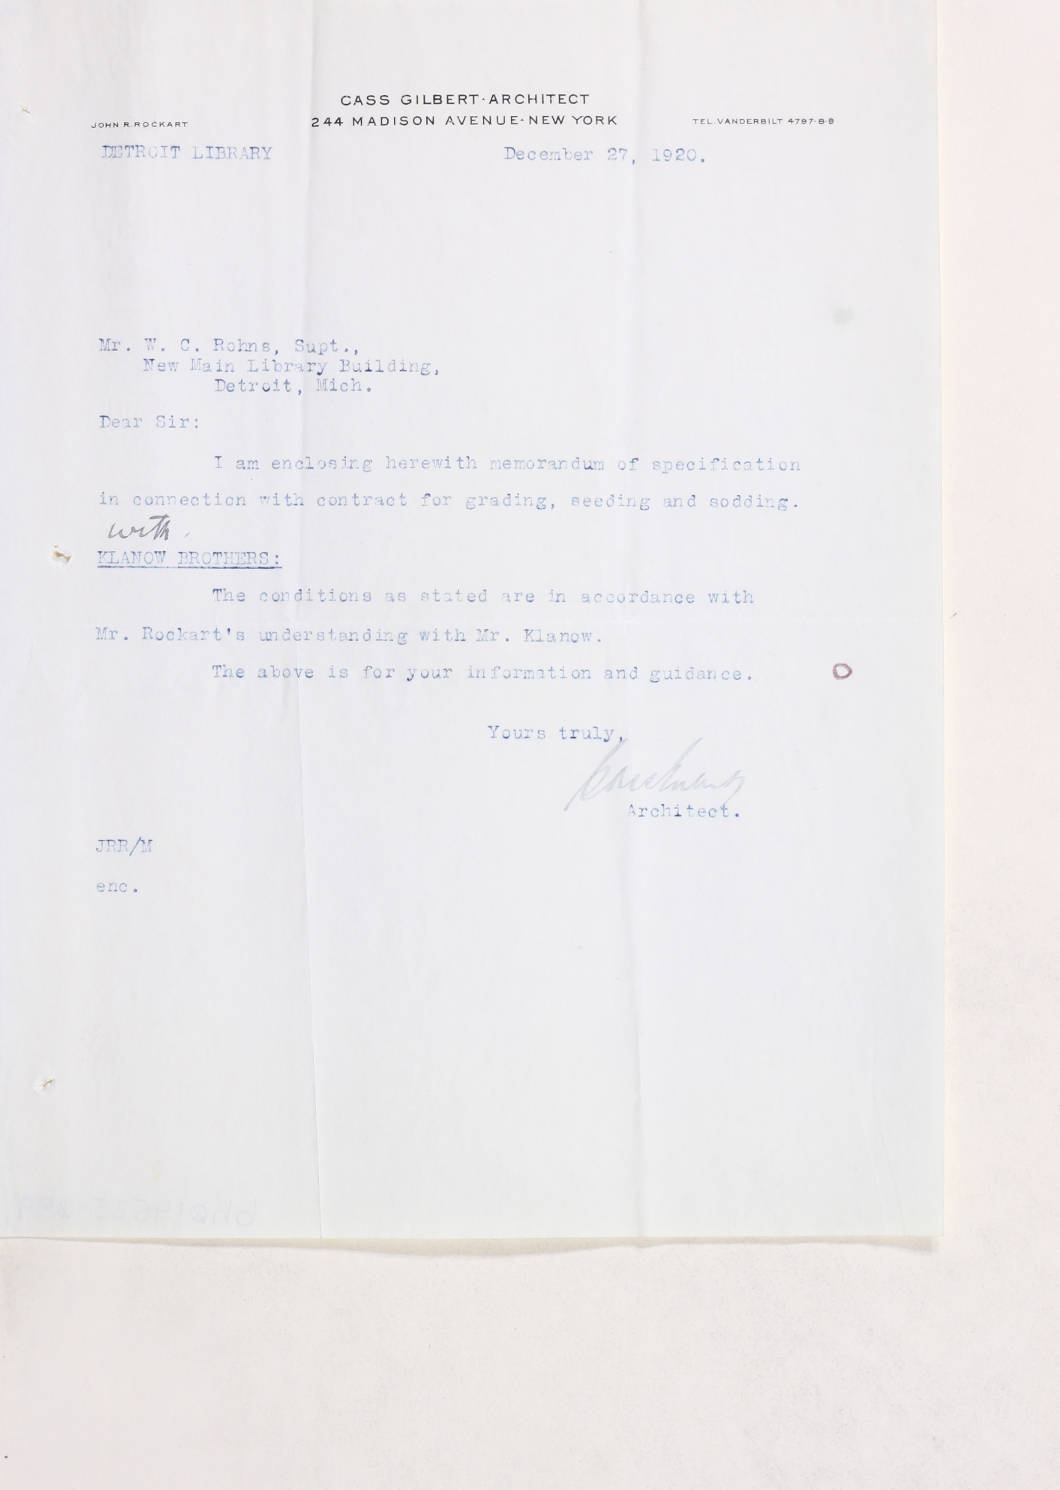 CASS GILBERT·ARCHITECT
244 MADISON AVENUE·NEW YORK
JOHN R. ROCKART
TEL. VANDERBILT 4797-8-9
DETROIT LIBRARY
December 27, 1920.
Mr. W. C. Rohns, Supt.,
New Main Library Building,
Detroit, Mich.
Dear Sir:
I am enclosing herewith memorandum of specification
in connection with contract for grading, seeding and sodding.
with
KLANOW BROTHERS:
The conditions as stated are in accordance with
Mr. Rockart's understanding with Mr. Klanow.
The above is for your information and guidance.
Yours truly,
Architect.
JRR/M
enc.